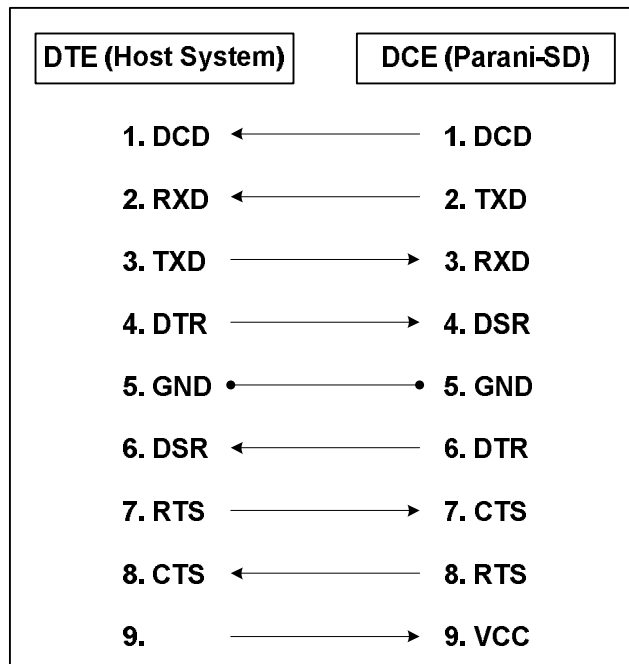 DTE (Host System) DCE (Parani-SD)
1. DCD 1. DCD
2. RXD 2. TXD
3. TXD 3. RXD
4. DTR 4. DSR
5. GND 5. GND
6. DSR 6. DTR
7. RTS 7. CTS
8. CTS 8. RTS
9. 9. VCC